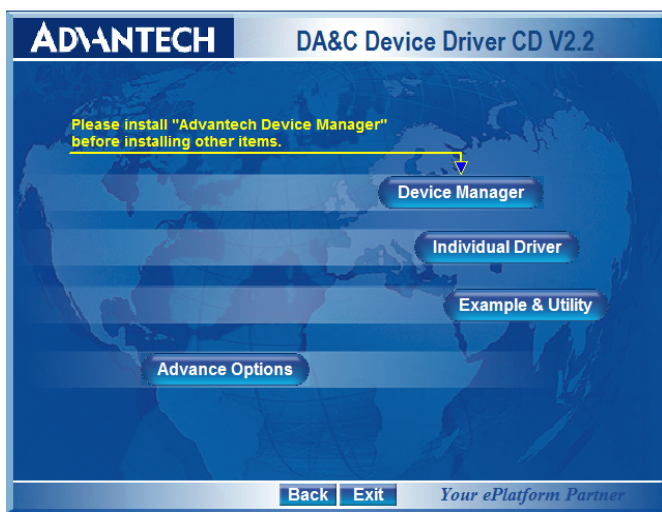 ADVANTECH DA&C Device Driver CD V2.2
Please install "Advantech Device Manager"
before installing other items.
Device Manager
Individual Driver
Example & Utility
Advance Options
Back Exit Your ePlatform Partner